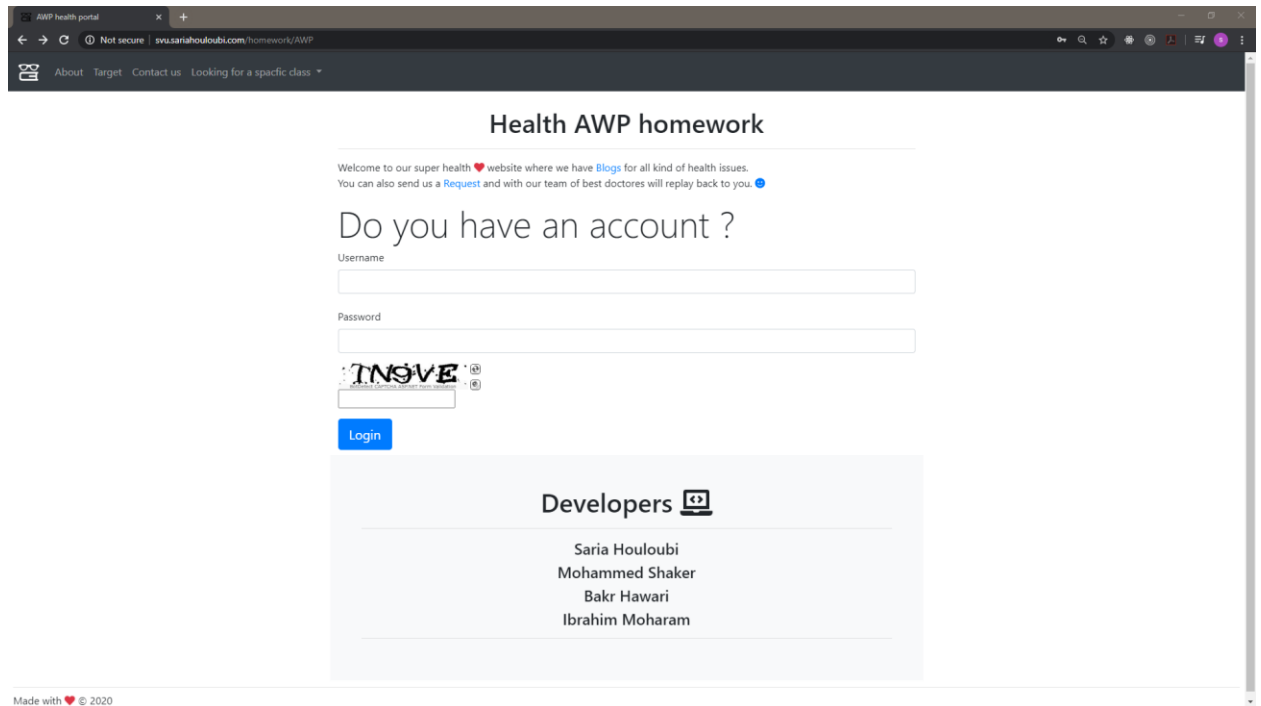 AWP health portal
Not secure | svu.sariahouloubi.com/homework/AWP
About Target Contact us Looking for a spacfic class
Health AWP homework
Welcome to our super health website where we have Blogs for all kind of health issues.
You can also send us a Request and with our team of best doctores will replay back to you.
Do you have an account ?
Username
Password
Login
Developers
Saria Houloubi
Mohammed Shaker
Bakr Hawari
Ibrahim Moharam
Made with © 2020